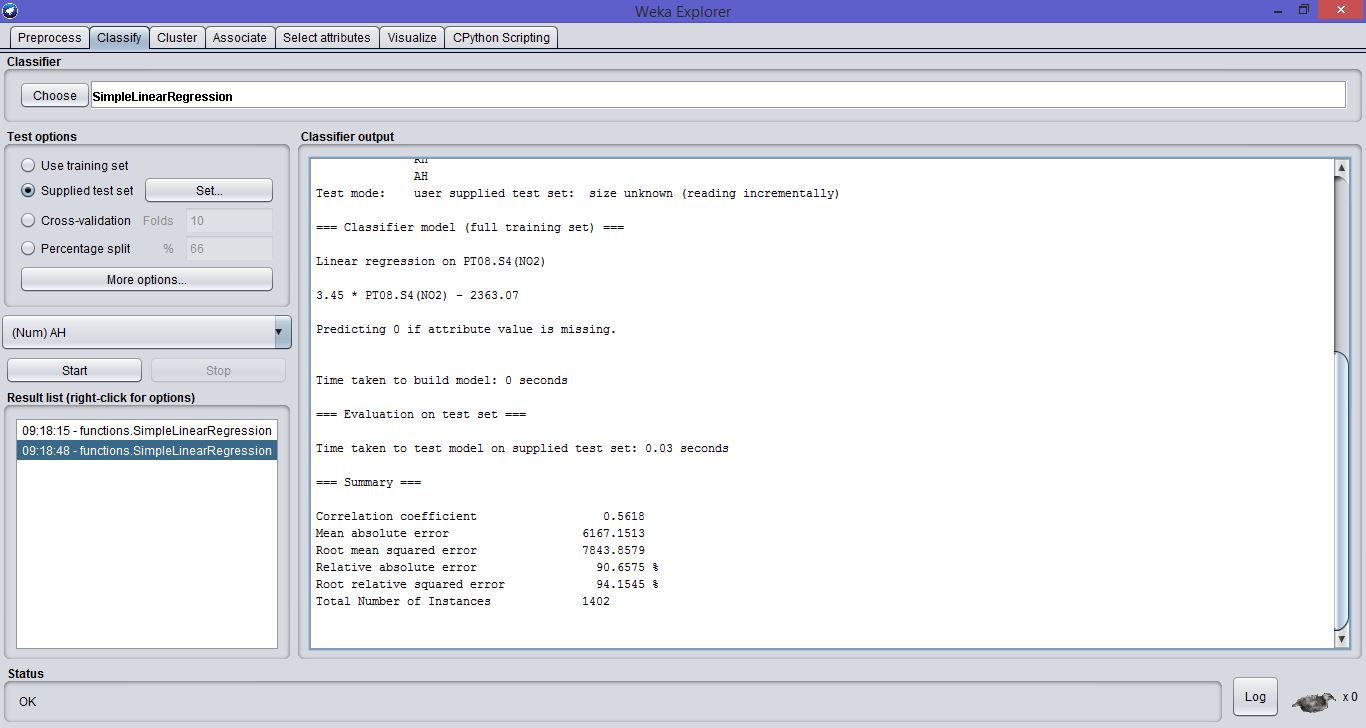 Weka Explorer
Preprocess Classify Cluster Associate Select attributes Visualize CPython Scripting
Classifier
Choose SimpleLinearRegression
Test options
Use training set
Supplied test set Set...
Cross-validation Folds 10
Percentage split % 66
More options...
(Num) AH
Start Stop
Result list (right-click for options)
09:18:15 - functions.SimpleLinearRegression
09:18:48 - functions.SimpleLinearRegression
Classifier output
RH
AH
Test mode: user supplied test set: size unknown (reading incrementally)
=== Classifier model (full training set) ===
Linear regression on PT08.S4(NO2)
3.45 * PT08.S4(NO2) - 2363.07
Predicting 0 if attribute value is missing.
Time taken to build model: 0 seconds
=== Evaluation on test set ===
Time taken to test model on supplied test set: 0.03 seconds
=== Summary ===
Correlation coefficient 0.5618
Mean absolute error 6167.1513
Root mean squared error 7843.8579
Relative absolute error 90.6575 %
Root relative squared error 94.1545 %
Total Number of Instances 1402
Status
OK
Log x 0